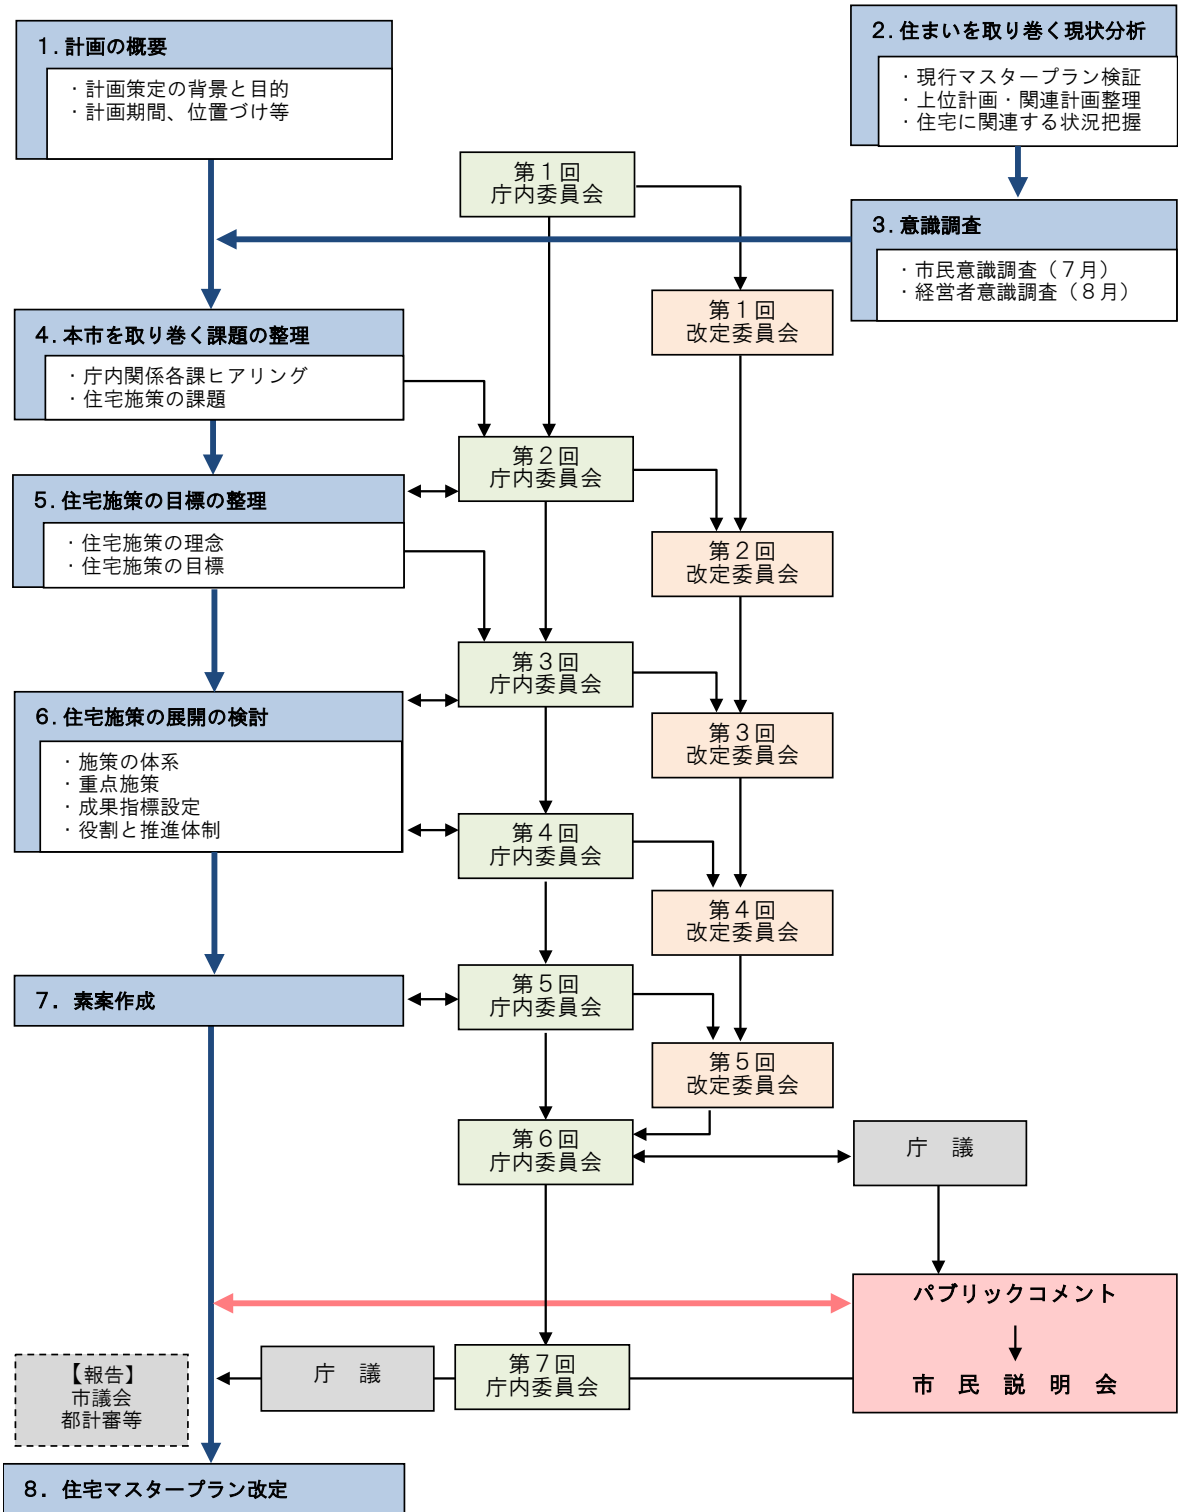 １．計画の概要
・計画策定の背景と目的
・計画期間、位置づけ等
２．住まいを取り巻く現状分析
・現行マスタープラン検証
・上位計画・関連計画整理
・住宅に関連する状況把握
第１回
庁内委員会
３．意識調査
・市民意識調査（７月）
・経営者意識調査（８月）
第１回
改定委員会
４．本市を取り巻く課題の整理
・庁内関係各課ヒアリング
・住宅施策の課題
第２回
庁内委員会
５．住宅施策の目標の整理
・住宅施策の理念
・住宅施策の目標
第２回
改定委員会
第３回
庁内委員会
６．住宅施策の展開の検討
・施策の体系
・重点施策
・成果指標設定
・役割と推進体制
第３回
改定委員会
第４回
庁内委員会
第４回
改定委員会
７．素案作成
第５回
庁内委員会
第５回
改定委員会
第６回
庁内委員会
庁　議
パブリックコメント
市　民　説　明　会
第７回
庁内委員会
庁　議
【報告】
市議会
都計審等
８．住宅マスタープラン改定